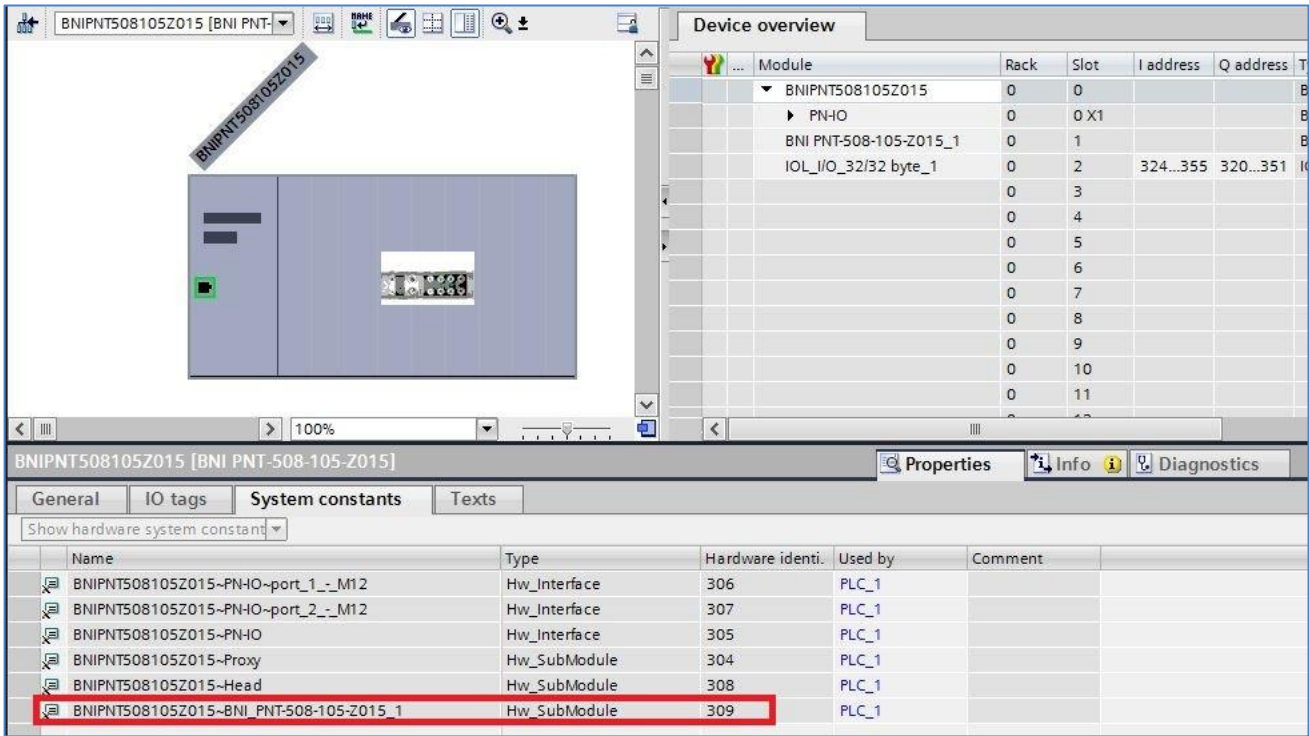 BNIPNT508105Z015 [BNI PNT-
NAME
BNIPNT508105Z015
100%
Device overview
... Module Rack Slot I address Q address T
BNIPNT508105Z015 0 0 B
PN-IO 0 0 X1 B
BNI PNT-508-105-Z015_1 0 1 B
IOL_I/O_32/32 byte_1 0 2 324...355 320...351
0 3
0 4
0 5
0 6
0 7
0 8
0 9
0 10
0 11
BNIPNT508105Z015 [BNI PNT-508-105-Z015]
Properties Info Diagnostics
General IO tags System constants Texts
Show hardware system constant
Name Type Hardware identi. Used by Comment
BNIPNT508105Z015~PN-IO~port_1_-_M12 Hw_Interface 306 PLC_1
BNIPNT508105Z015~PN-IO~port_2_-_M12 Hw_Interface 307 PLC_1
BNIPNT508105Z015~PN-IO Hw_Interface 305 PLC_1
BNIPNT508105Z015~Proxy Hw_SubModule 304 PLC_1
BNIPNT508105Z015~Head Hw_SubModule 308 PLC_1
BNIPNT508105Z015~BNI_PNT-508-105-Z015_1 Hw_SubModule 309 PLC_1